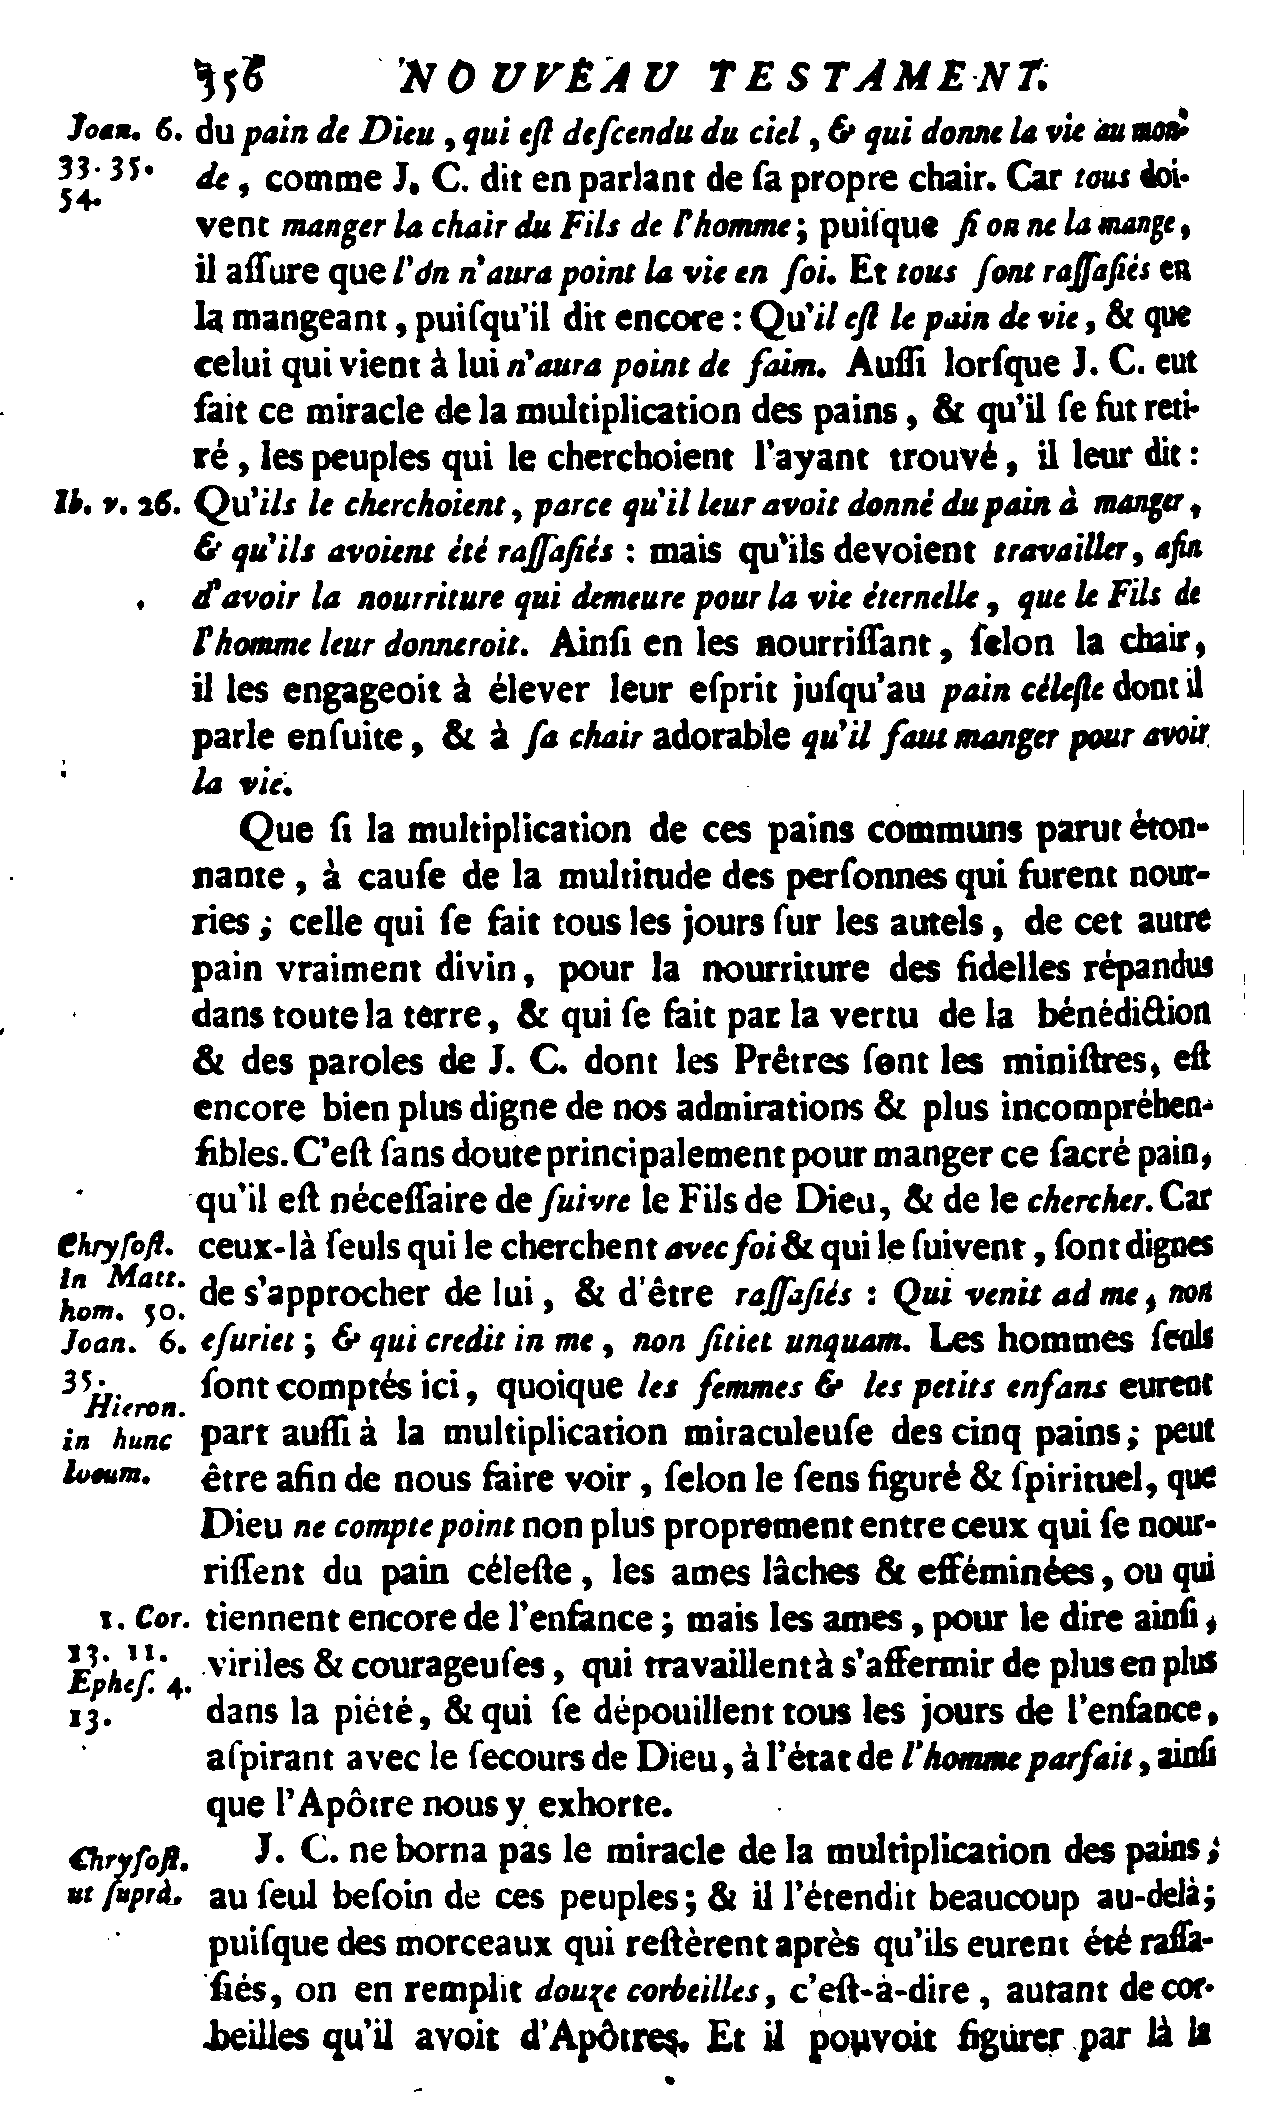 356 NOUVEAU TESTAMENT.
Joan. 6. du pain de Dieu, qui eſt deſcendu du ciel, & qui donne la vie au mon-
33. 35. de, comme J. C. dit en parlant de ſa propre chair. Car tous doi-
54.
vent manger la chair du Fils de l'homme; puiſque ſi on ne la mange,
il aſſure que l'on n'aura point la vie en ſoi. Et tous ſont raſſaſiés en
la mangeant, puiſqu'il dit encore: Qu'il eſt le pain de vie, & que
celui qui vient à lui n'aura point de faim. Auſſi lorſque J. C. eut
fait ce miracle de la multiplication des pains, & qu'il ſe fut reti-
ré, les peuples qui le cherchoient l'ayant trouvé, il leur dit:
Ib. v. 26. Qu'ils le cherchoient, parce qu'il leur avoit donné du pain à manger,
& qu'ils avoient été raſſaſiés: mais qu'ils devoient travailler, afin
d'avoir la nourriture qui demeure pour la vie éternelle, que le Fils de
l'homme leur donneroit. Ainſi en les nourriſſant, ſelon la chair,
il les engageoit à élever leur eſprit juſqu'au pain céleſte dont il
parle enſuite, & à ſa chair adorable qu'il faut manger pour avoir
la vie.
Que ſi la multiplication de ces pains communs parut éton-
nante, à cauſe de la multitude des perſonnes qui furent nour-
ries; celle qui ſe fait tous les jours ſur les autels, de cet autre
pain vraiment divin, pour la nourriture des fidelles répandus
dans toute la terre, & qui ſe fait par la vertu de la bénédiction
& des paroles de J. C. dont les Prêtres ſont les miniſtres, eſt
encore bien plus digne de nos admirations & plus incompréhen-
ſibles. C'eſt ſans doute principalement pour manger ce ſacré pain,
qu'il eſt néceſſaire de ſuivre le Fils de Dieu, & de le chercher. Car
Chryſoſt. ceux-là ſeuls qui le cherchent avec foi & qui le ſuivent, ſont dignes
in Matt. de s'approcher de lui, & d'être raſſaſiés: Qui venit ad me, non
hom. 50.
Joan. 6. eſuriet; & qui credit in me, non ſitiet unquam. Les hommes ſeuls
35. ſont comptés ici, quoique les femmes & les petits enfans eurent
Hieron.
in hunc part auſſi à la multiplication miraculeuſe des cinq pains; peut
locum. être afin de nous faire voir, ſelon le ſens figuré & ſpirituel, que
Dieu ne compte point non plus proprement entre ceux qui ſe nour-
riſſent du pain céleſte, les ames lâches & efféminées, ou qui
1. Cor. tiennent encore de l'enfance; mais les ames, pour le dire ainſi,
13. 11. viriles & courageuſes, qui travaillent à s'affermir de plus en plus
Epheſ. 4.
13. dans la piété, & qui ſe dépouillent tous les jours de l'enfance,
aſpirant avec le ſecours de Dieu, à l'état de l'homme parfait, ainſi
que l'Apôtre nous y exhorte.
Chryſoſt. J. C. ne borna pas le miracle de la multiplication des pains;
ut ſuprà. au ſeul beſoin de ces peuples; & il l'étendit beaucoup au-delà;
puiſque des morceaux qui reſtèrent après qu'ils eurent été raſſa-
ſiés, on en remplit douze corbeilles, c'eſt-à-dire, autant de cor-
beilles qu'il avoit d'Apôtres. Et il pouvoit figurer par là la